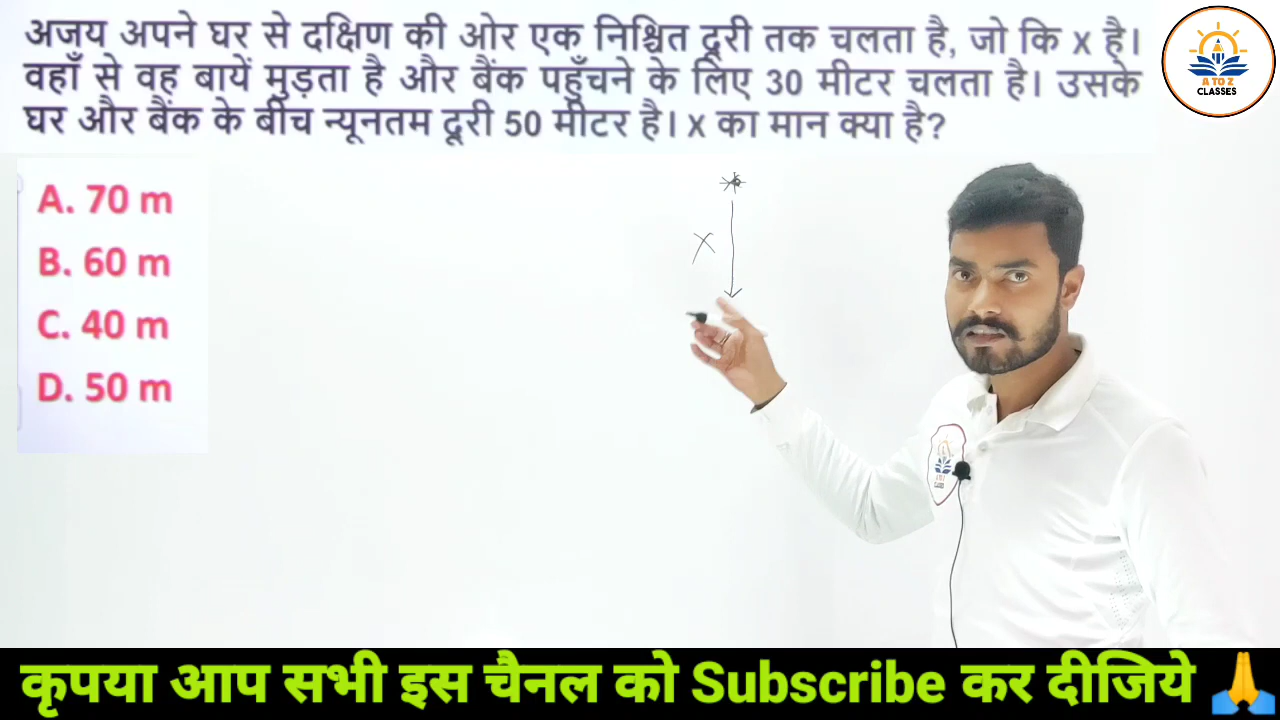 अजय अपने घर से दक्षिण की ओर एक निश्चित दूरी तक चलता है, जो कि x है।
वहाँ से वह बायें मुड़ता है और बैंक पहुँचने के लिए 30 मीटर चलता है। उसके
घर और बैंक के बीच न्यूनतम दूरी 50 मीटर है। x का मान क्या है?
A TO Z
CLASSES
A. 70 m
B. 60 m
C. 40 m
D. 50 m
X
कृपया आप सभी इस चैनल को Subscribe कर दीजिये 🙏